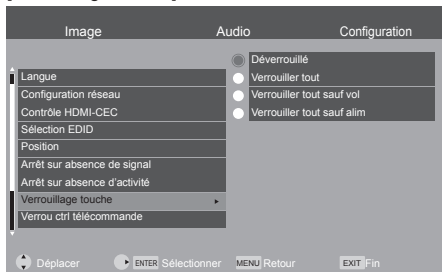 Image Audio Configuration
Déverrouillé
Langue Verrouiller tout
Configuration réseau Verrouiller tout sauf vol
Contrôle HDMI-CEC Verrouiller tout sauf alim
Sélection EDID
Position
Arrêt sur absence de signal
Arrêt sur absence d'activité
Verrouillage touche
Verrou ctrl télécommande
Déplacer ENTER Sélectionner MENU Retour EXIT Fin